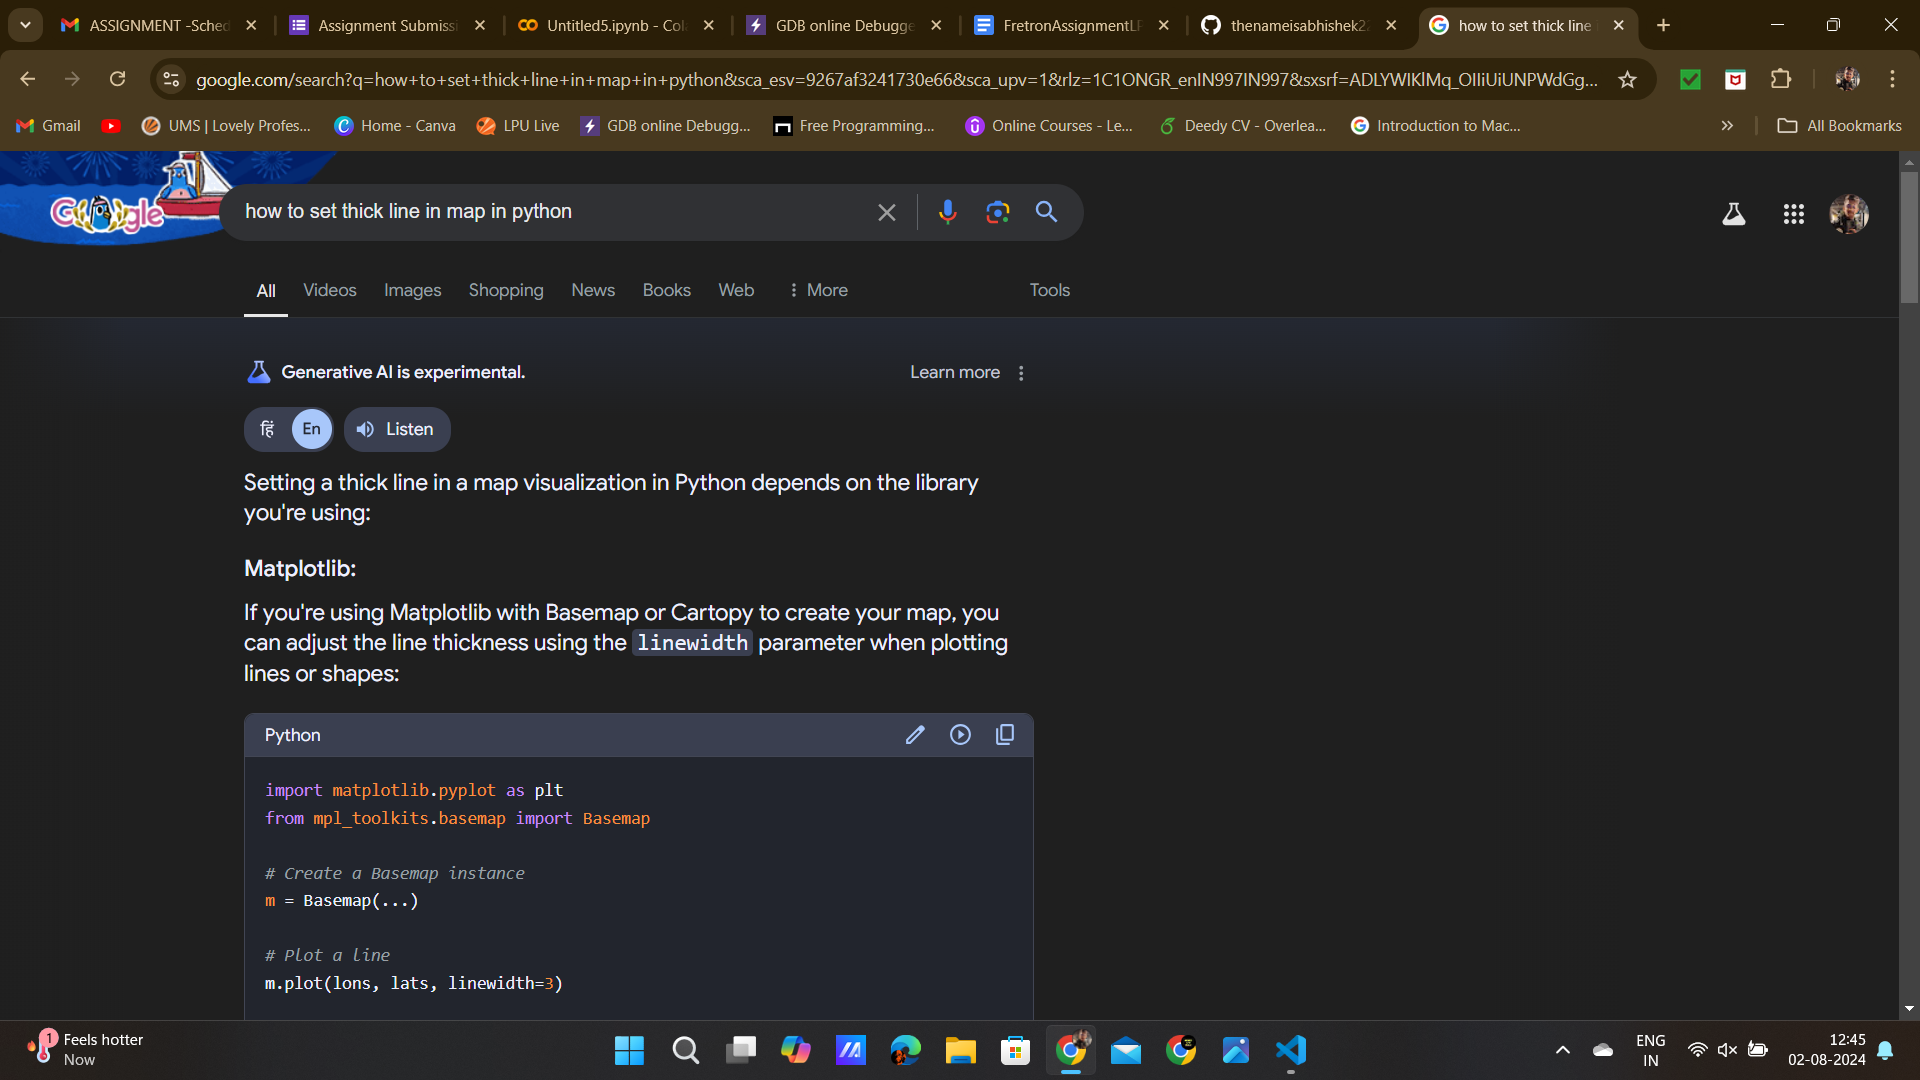 ASSIGNMENT -Sched
Assignment Submissi
Untitled5.ipynb - Col
GDB online Debugge
FretronAssignmentLP
thenameisabhishek22
how to set thick line
google.com/search?q=how+to+set+thick+line+in+map+in+python&sca_esv=9267af3241730e66&sca_upv=1&rlz=1C1ONGR_enIN997IN997&sxsrf=ADLYWIKlMq_OIIiUiUNPWdGg...
Gmail
UMS | Lovely Profes...
Home - Canva
LPU Live
GDB online Debugg...
Free Programming...
Online Courses - Le...
Deedy CV - Overlea...
Introduction to Mac...
All Bookmarks
how to set thick line in map in python
All
Videos
Images
Shopping
News
Books
Web
More
Tools
Generative AI is experimental.
Learn more
हिं
En
Listen
Setting a thick line in a map visualization in Python depends on the library
you're using:
Matplotlib:
If you're using Matplotlib with Basemap or Cartopy to create your map, you
can adjust the line thickness using the linewidth parameter when plotting
lines or shapes:
Python
import matplotlib.pyplot as plt
from mpl_toolkits.basemap import Basemap
# Create a Basemap instance
m = Basemap(...)
# Plot a line
m.plot(lons, lats, linewidth=3)
1
Feels hotter
Now
ENG
IN
12:45
02-08-2024